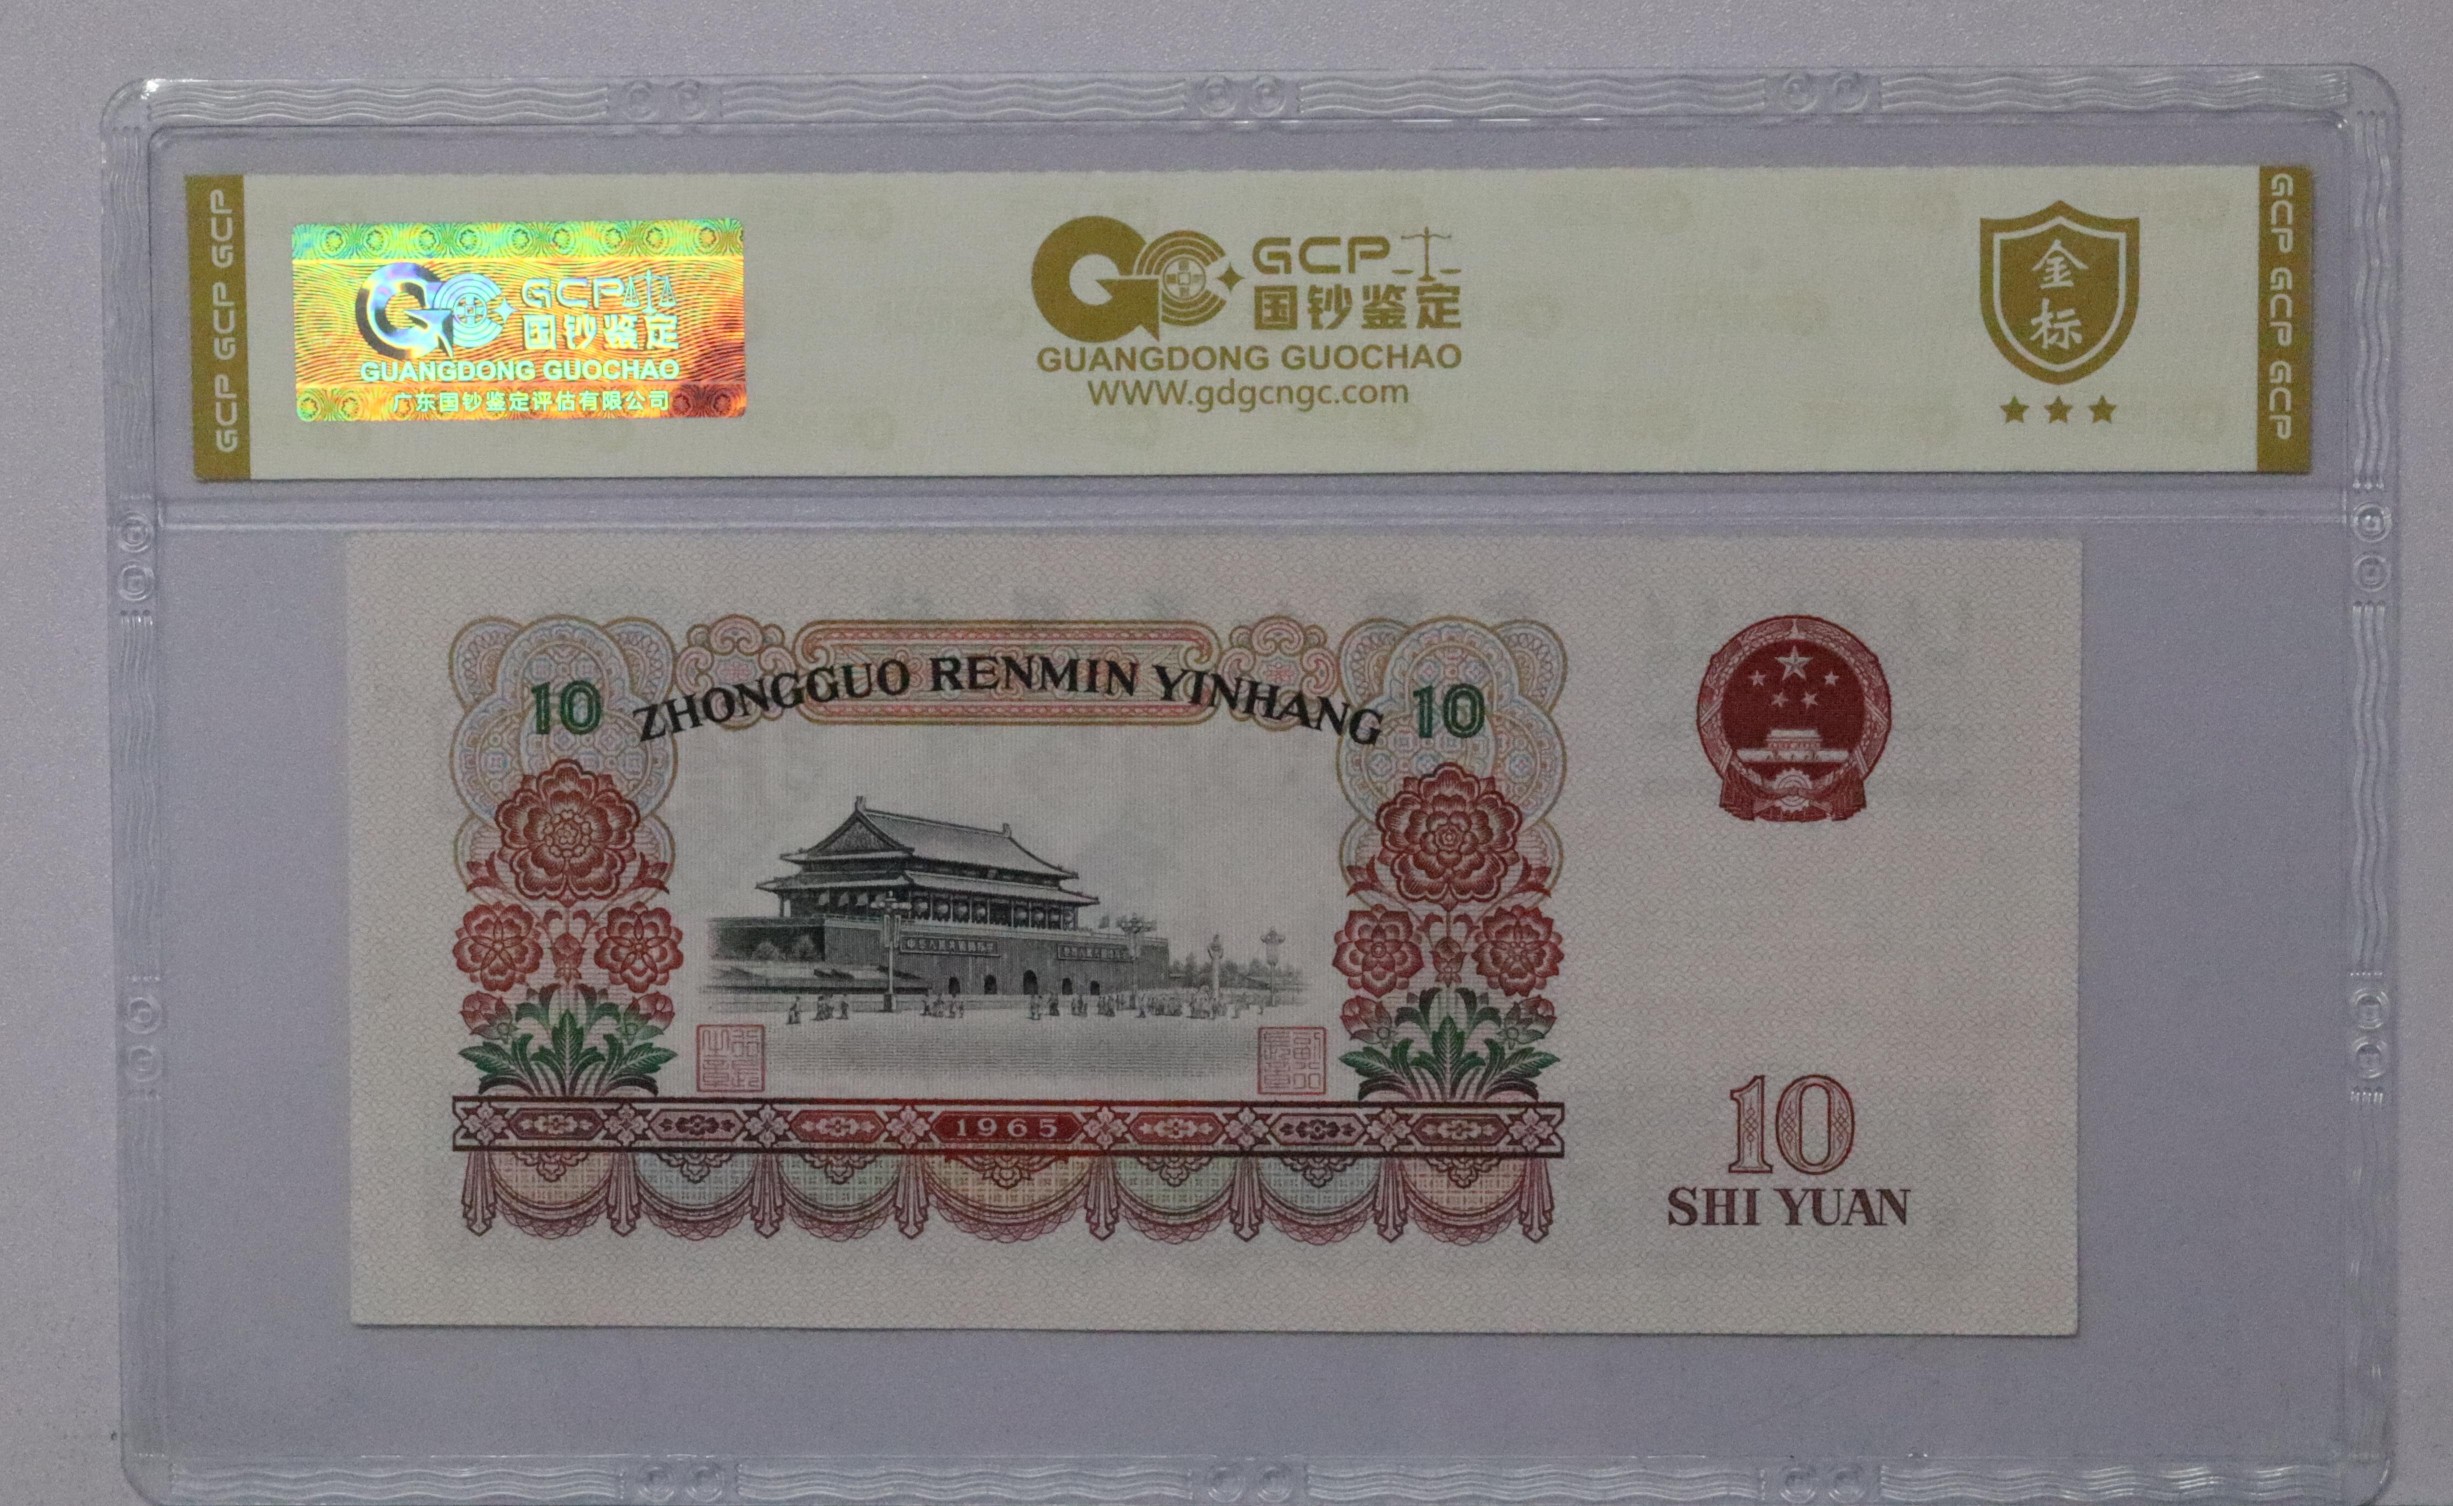 GCP GCP GCP
GCP
国钞鉴定
GUANGDONG GUOCHAO
广东国钞鉴定评估有限公司
GCP
国钞鉴定
GUANGDONG GUOCHAO
WWW.gdgcngc.com
金
标
GCP GCP GCP
10 ZHONGGUO RENMIN YINHANG 10
1965
10
SHI YUAN